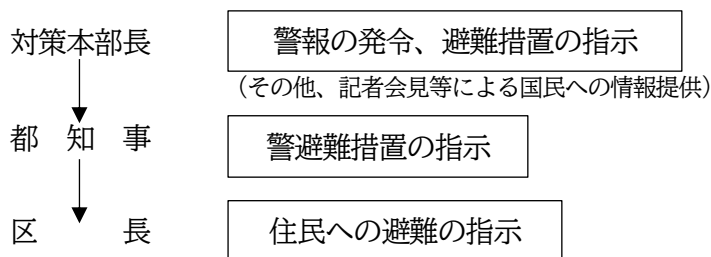 対策本部長 警報の発令、避難措置の指示
（その他、記者会見等による国民への情報提供）
都知事 警避難措置の指示
区長 住民への避難の指示